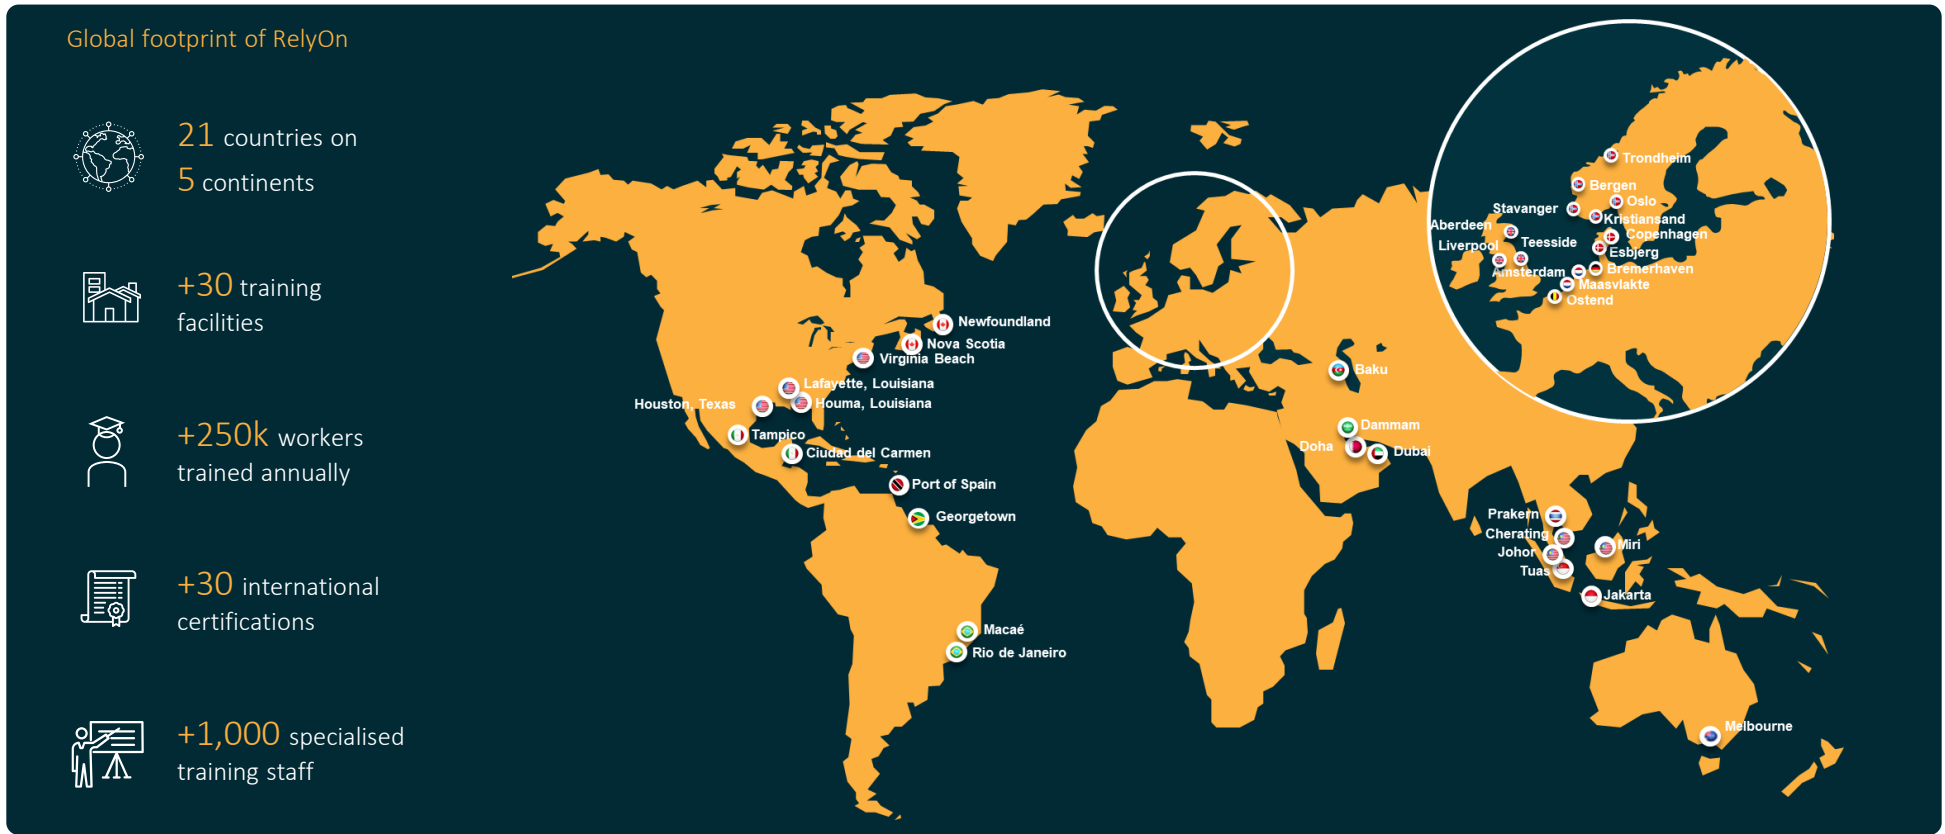 Global footprint of RelyOn
21 countries on
5 continents
+30 training
facilities
+250k workers
trained annually
+30 international
certifications
+1,000 specialised
training staff
Newfoundland
Nova Scotia
Virginia Beach
Lafayette, Louisiana
Houston, Texas
Houma, Louisiana
Tampico
Ciudad del Carmen
Port of Spain
Georgetown
Macaé
Rio de Janeiro
Trondheim
Bergen
Oslo
Stavanger
Kristiansand
Aberdeen
Copenhagen
Liverpool
Teesside
Esbjerg
Amsterdam
Bremerhaven
Maasvlakte
Ostend
Baku
Dammam
Doha
Dubai
Prakern
Cherating
Johor
Miri
Tuas
Jakarta
Melbourne